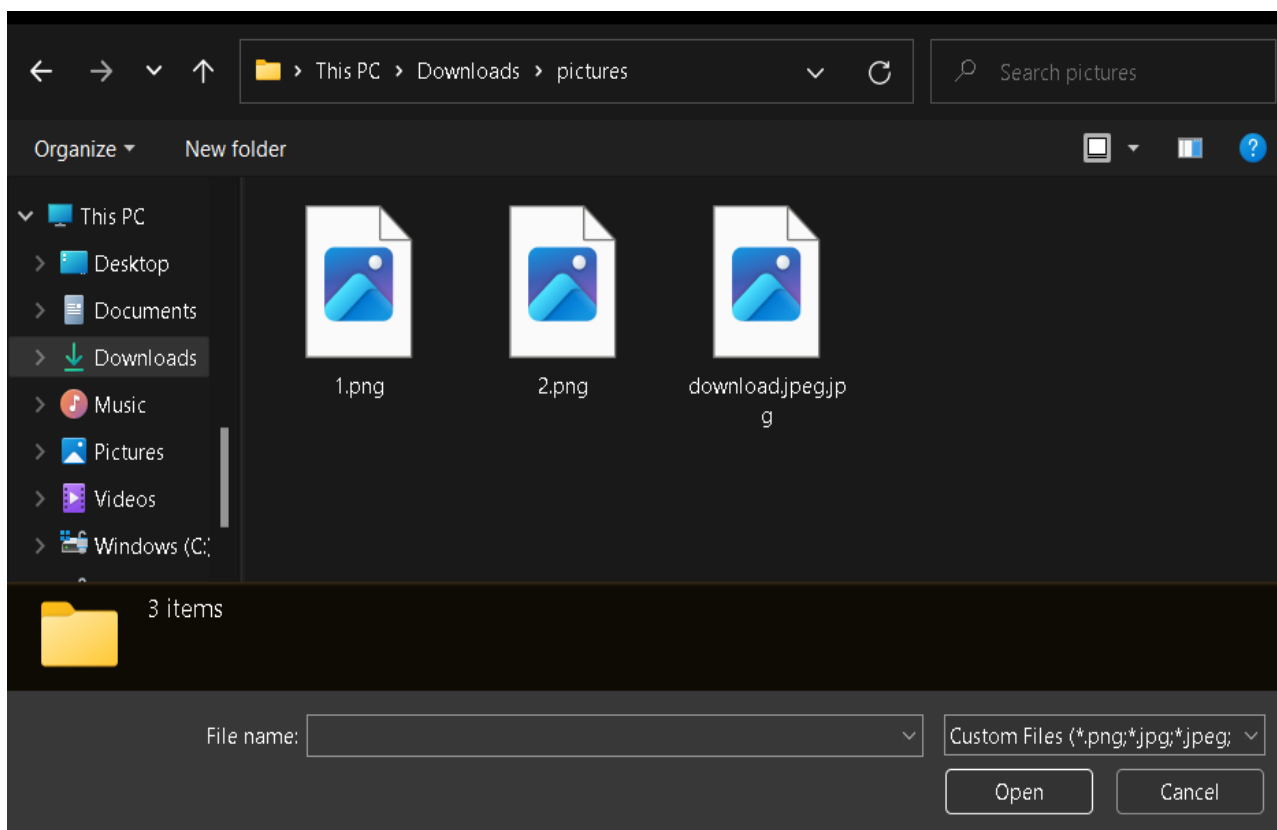 This PC > Downloads > pictures
Search pictures
Organize
New folder
This PC
Desktop
Documents
Downloads
Music
Pictures
Videos
Windows (C:)
1.png
2.png
download.jpeg.jp
g
3 items
File name:
Custom Files (*.png;*.jpg;*.jpeg;
Open
Cancel